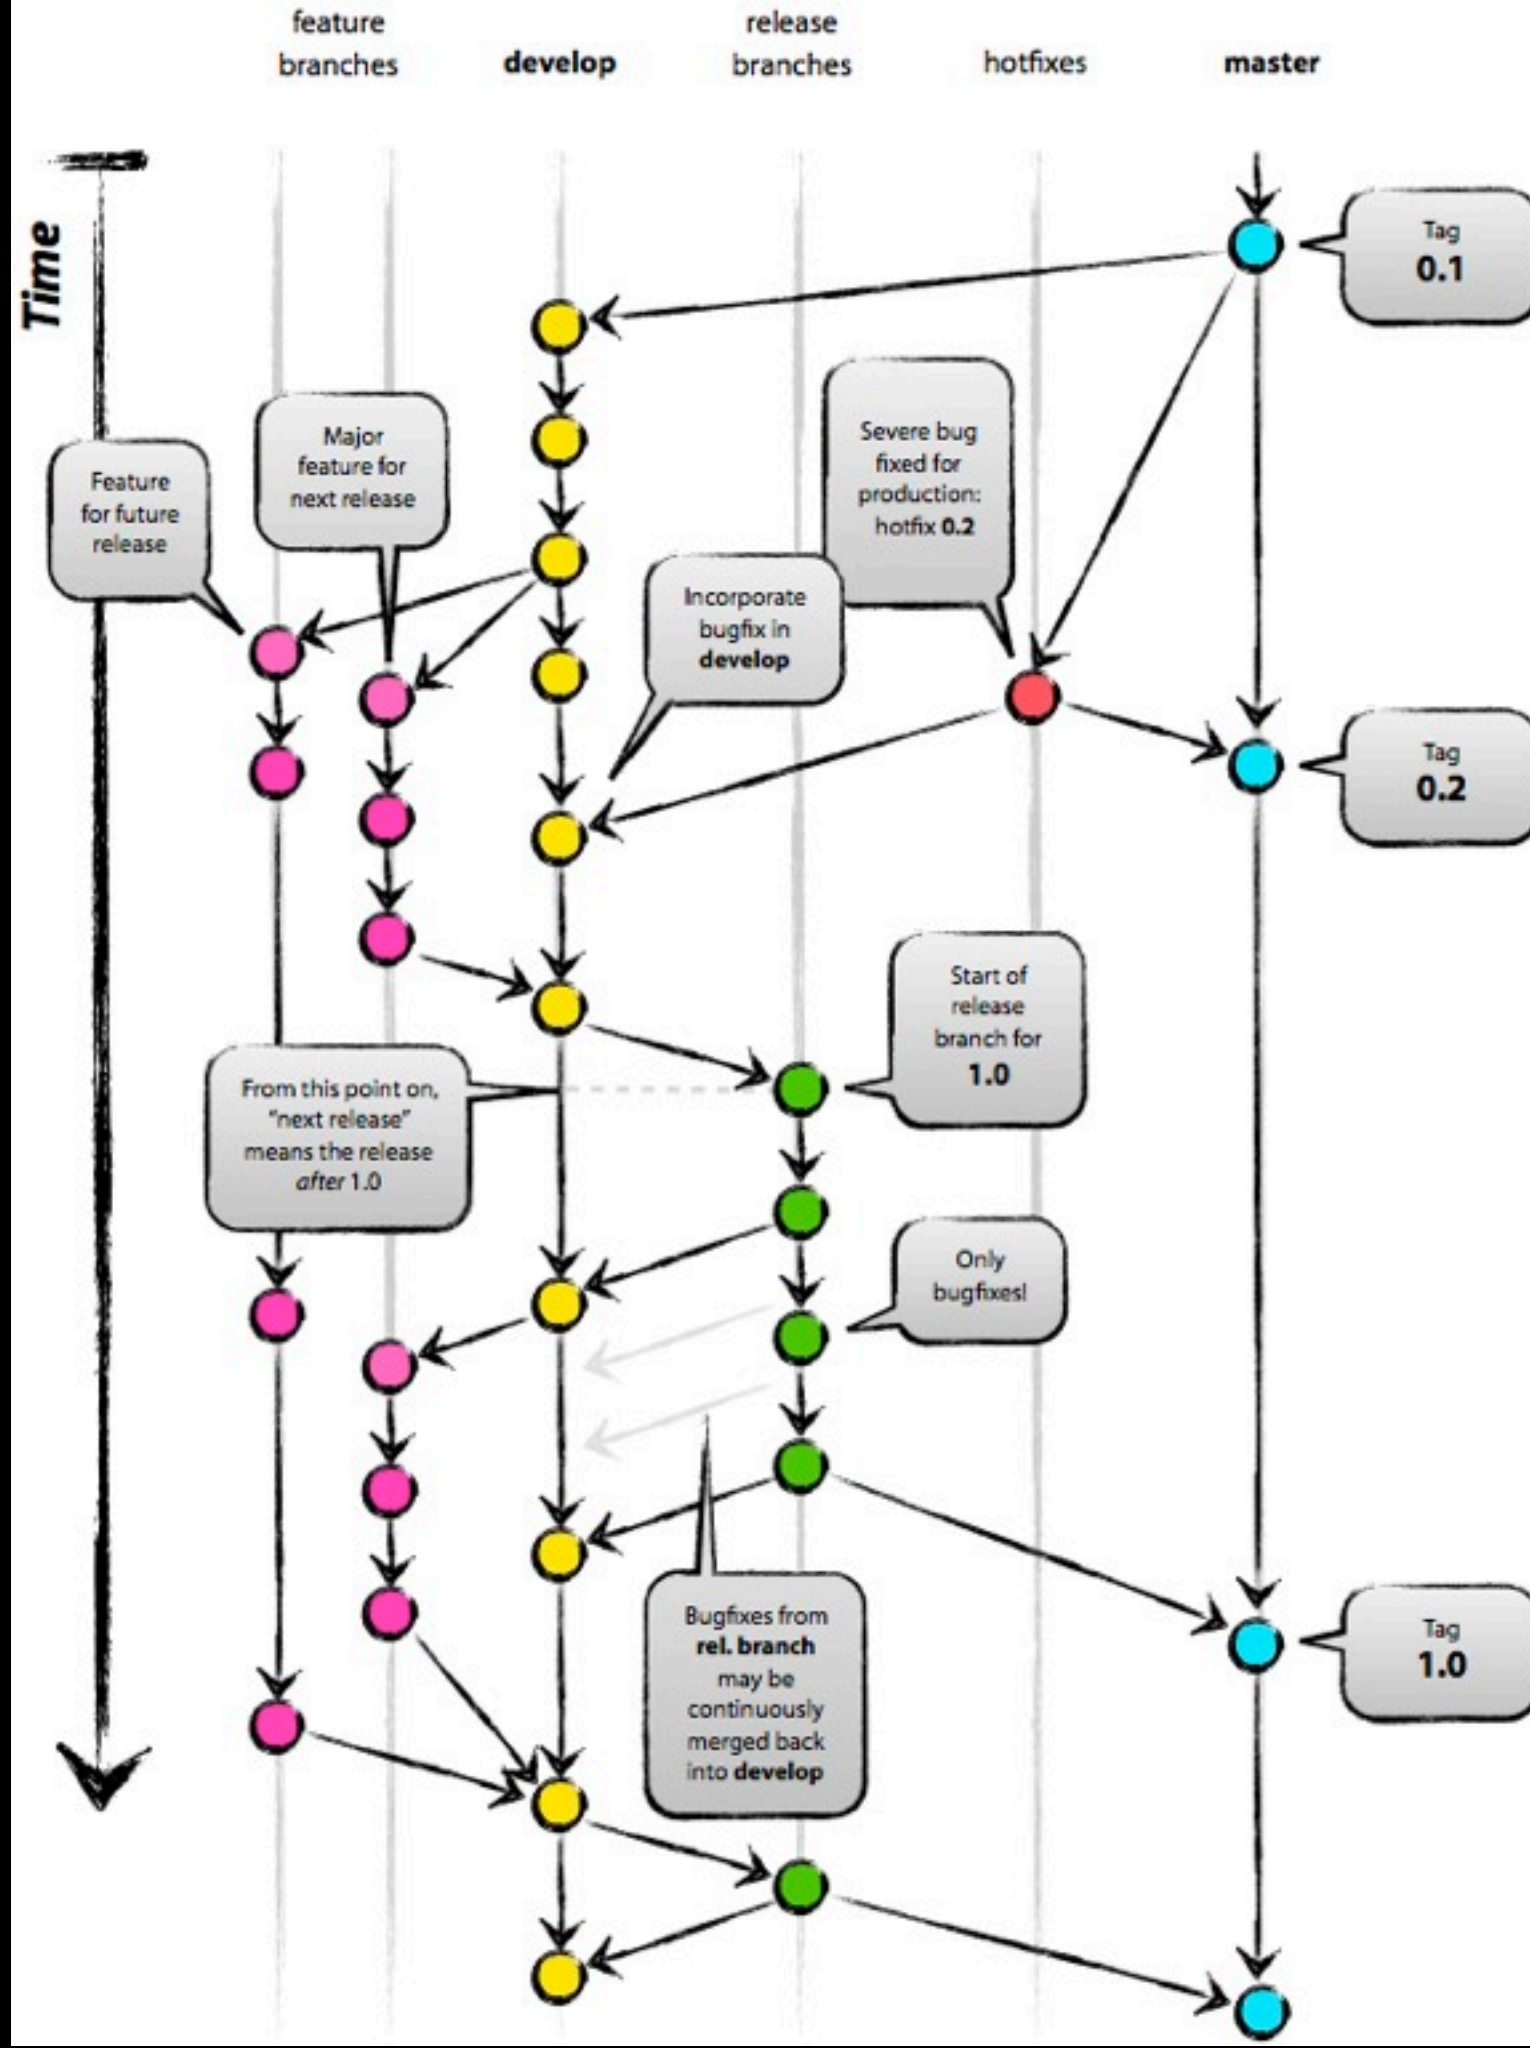 feature
branches
develop
release
branches
hotfixes
master
Time
Tag
0.1
Major
feature for
next release
Feature
for future
release
Severe bug
fixed for
production:
hotfix 0.2
Incorporate
bugfix in
develop
Tag
0.2
Start of
release
branch for
1.0
From this point on,
"next release"
means the release
after 1.0
Only
bugfixes!
Bugfixes from
rel. branch
may be
continuously
merged back
into develop
Tag
1.0